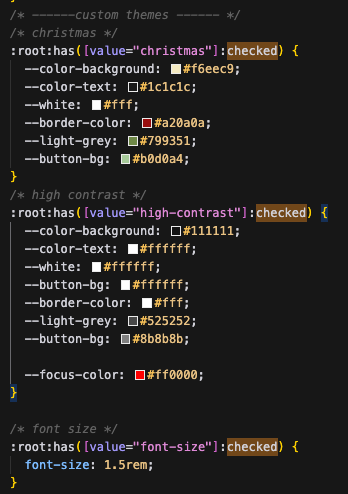 /* ------custom themes ------ */
/* christmas */
:root:has([value="christmas"]:checked) {
--color-background: #f6eec9;
--color-text: #1c1c1c;
--white: #fff;
--border-color: #a20a0a;
--light-grey: #799351;
--button-bg: #b0d0a4;
}
/* high contrast */
:root:has([value="high-contrast"]:checked) {
--color-background: #111111;
--color-text: #ffffff;
--white: #ffffff;
--button-bg: #ffffff;
--border-color: #fff;
--light-grey: #525252;
--button-bg: #8b8b8b;
--focus-color: #ff0000;
}
/* font size */
:root:has([value="font-size"]:checked) {
font-size: 1.5rem;
}